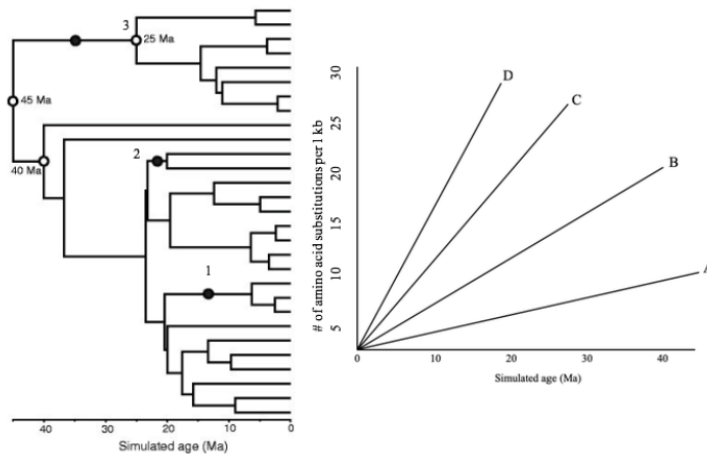 3
25 Ma
45 Ma
2
40 Ma
1
40
30
20
10
0
Simulated age (Ma)
# of amino acid substitutions per 1 kb
30
25
20
15
10
5
D
C
B
A
0
10
20
30
40
Simulated age (Ma)